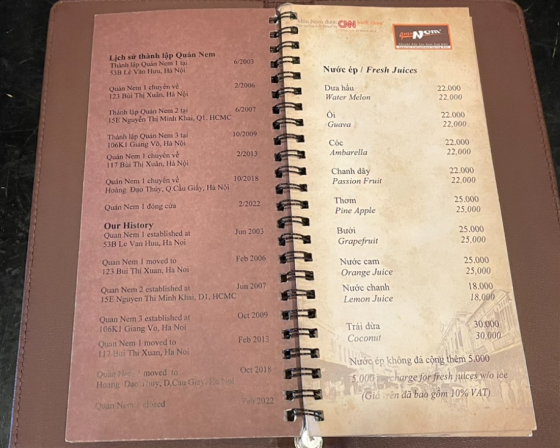 Lịch sử thành lập Quán Nem
Thành lập Quán Nem 1 tại 6/2003
53B Lê Văn Hưu, Hà Nội
Quán Nem 1 chuyển về 2/2006
123 Bùi Thị Xuân, Hà Nội
Thành lập Quán Nem 2 tại 6/2007
15E Nguyễn Thị Minh Khai, Q1, HCMC
Thành lập Quán Nem 3 tại 10/2009
106K1 Giảng Võ, Hà Nội
Quán Nem 1 chuyển về 2/2013
117 Bùi Thị Xuân, Hà Nội
Quán Nem 1 chuyển về 10/2018
Hoàng Đạo Thúy, Q.Cầu Giấy, Hà Nội
Quán Nem 1 đóng cửa 2/2022
Our History
Quan Nem 1 established at Jun 2003
53B Le Van Huu, Ha Noi
Quan Nem 1 moved to Feb 2006
123 Bui Thi Xuan, Ha Noi
Quan Nem 2 established at Jun 2007
15E Nguyen Thi Minh Khai, D1, HCMC
Quan Nem 3 established at Oct 2009
106K1 Giang Vo, Ha Noi
Quan Nem 1 moved to Feb 2013
117 Bui Thi Xuan, Ha Noi
moved to Oct 2018
Hoang Dao Thuy, D.Cau Giay,
closed 2022
CNN
Nước ép / Fresh Juices
Dưa hấu 22.000
Water Melon 22,000
Ổi 22.000
Guava 22,000
Cóc 22.000
Ambarella 22,000
Chanh dây 22.000
Passion Fruit 22,000
Thơm 25.000
Pine Apple 25,000
Bưởi 25.000
Grapefruit 25,000
Nước cam 25.000
Orange Juice 25,000
Nước chanh 18.000
Lemon Juice 18,000
Trái dừa 30.000
Coconut 30,000
Nước ép không đá cộng thêm 5.000
5,000 surcharge for fresh juices w/o ice
(Giá trên đã bao gồm 10% VAT)